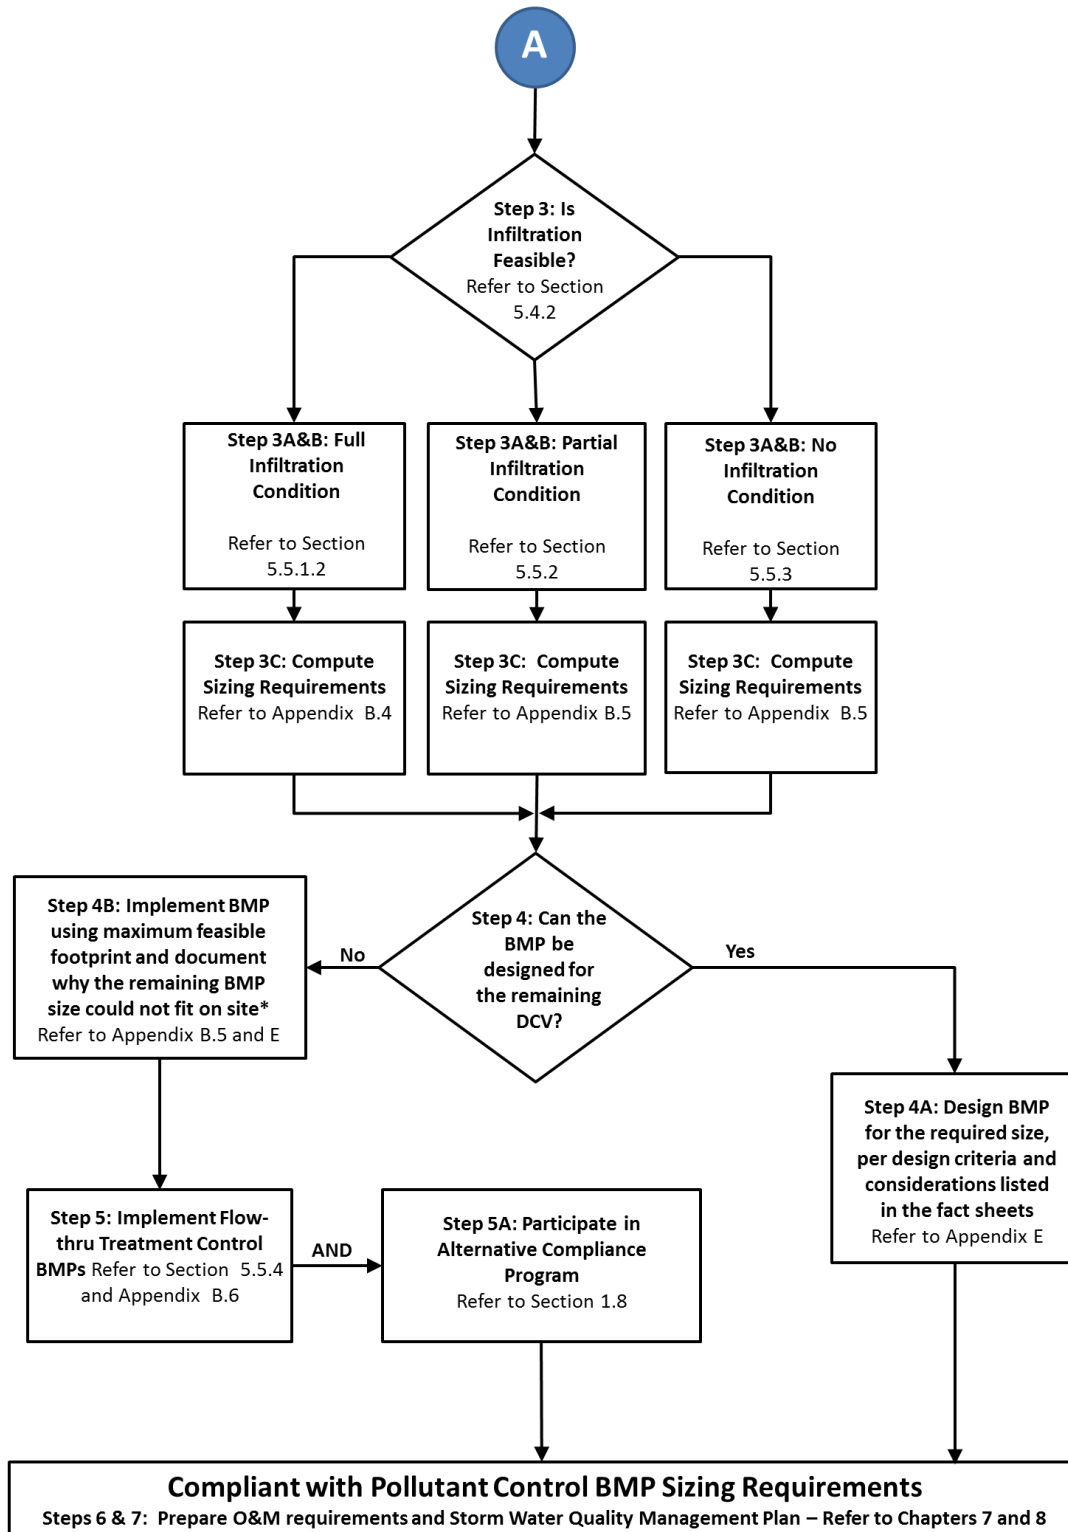 A
Step 3: Is
Infiltration
Feasible?
Refer to Section
5.4.2
Step 3A&B: Full
Infiltration
Condition
Refer to Section
5.5.1.2
Step 3A&B: Partial
Infiltration
Condition
Refer to Section
5.5.2
Step 3A&B: No
Infiltration
Condition
Refer to Section
5.5.3
Step 3C: Compute
Sizing Requirements
Refer to Appendix B.4
Step 3C: Compute
Sizing Requirements
Refer to Appendix B.5
Step 3C: Compute
Sizing Requirements
Refer to Appendix B.5
Step 4: Can the
BMP be
designed for
the remaining
DCV?
No
Yes
Step 4B: Implement BMP
using maximum feasible
footprint and document
why the remaining BMP
size could not fit on site*
Refer to Appendix B.5 and E
Step 4A: Design BMP
for the required size,
per design criteria and
considerations listed
in the fact sheets
Refer to Appendix E
Step 5: Implement Flow-
thru Treatment Control
BMPs Refer to Section 5.5.4
and Appendix B.6
AND
Step 5A: Participate in
Alternative Compliance
Program
Refer to Section 1.8
Compliant with Pollutant Control BMP Sizing Requirements
Steps 6 & 7: Prepare O&M requirements and Storm Water Quality Management Plan – Refer to Chapters 7 and 8